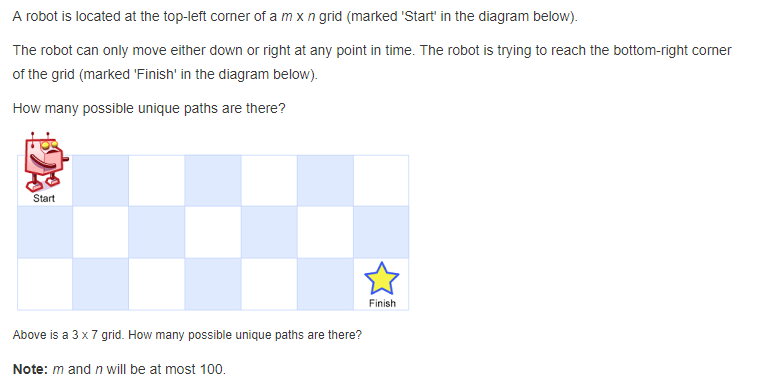 A robot is located at the top-left corner of a m x n grid (marked 'Start' in the diagram below).
The robot can only move either down or right at any point in time. The robot is trying to reach the bottom-right corner
of the grid (marked 'Finish' in the diagram below).
How many possible unique paths are there?
Start
Finish
Above is a 3 x 7 grid. How many possible unique paths are there?
Note: m and n will be at most 100.